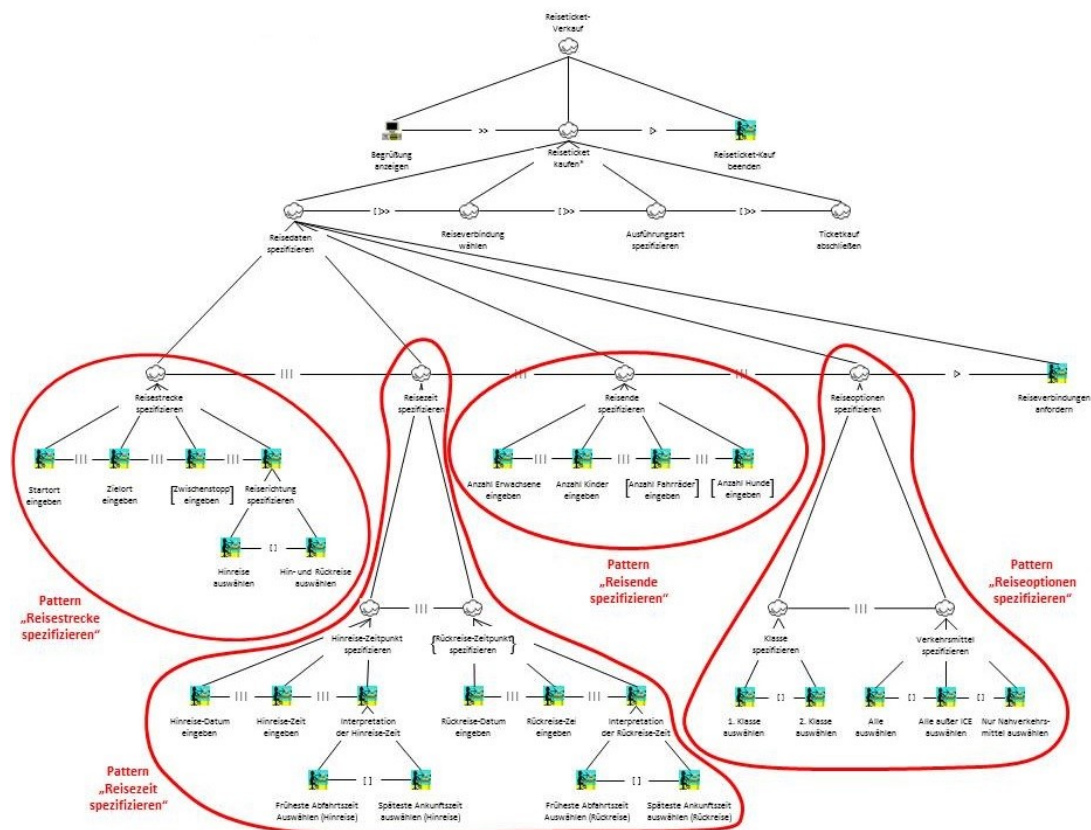 Reiseticket-
Verkauf
>>
[>
Begrüßung
anzeigen
Reiseticket
kaufen*
Reiseticket-Kauf
beenden
[]>>
[]>>
[]>>
Reisedaten
spezifizieren
Reiseverbindung
wählen
Ausführungsart
spezifizieren
Ticketkauf
abschließen
|||
|||
|||
[>
Reisestrecke
spezifizieren
Reisezeit
spezifizieren
Reisende
spezifizieren
Reiseoptionen
spezifizieren
Reiseverbindungen
anfordern
|||
|||
|||
Startort
eingeben
Zielort
eingeben
[Zwischenstopp
eingeben]
Reiserichtung
spezifizieren
[]
Hinreise
auswählen
Hin- und Rückreise
auswählen
Pattern
„Reisestrecke
spezifizieren“
|||
|||
|||
Anzahl Erwachsene
eingeben
Anzahl Kinder
eingeben
[Anzahl Fahrräder
eingeben]
[Anzahl Hunde
eingeben]
Pattern
„Reisende
spezifizieren“
Pattern
„Reiseoptionen
spezifizieren“
|||
Hinreise-Zeitpunkt
spezifizieren
[Rückreise-Zeitpunkt
spezifizieren]
|||
|||
|||
|||
Hinreise-Datum
eingeben
Hinreise-Zeit
eingeben
Interpretation
der Hinreise-Zeit
Rückreise-Datum
eingeben
Rückreise-Zei
eingeben
Interpretation
der Rückreise-Zeit
[]
[]
Früheste Abfahrtszeit
Auswählen (Hinreise)
Späteste Ankunftszeit
auswählen (Hinreise)
Früheste Abfahrtszeit
Auswählen (Rückreise)
Späteste Ankunftszeit
auswählen (Rückreise)
Pattern
„Reisezeit
spezifizieren“
|||
Klasse
spezifizieren
Verkehrsmittel
spezifizieren
[]
[]
[]
1. Klasse
auswählen
2. Klasse
auswählen
Alle
auswählen
Alle außer ICE
auswählen
Nur Nahverkehrs-
mittel auswählen